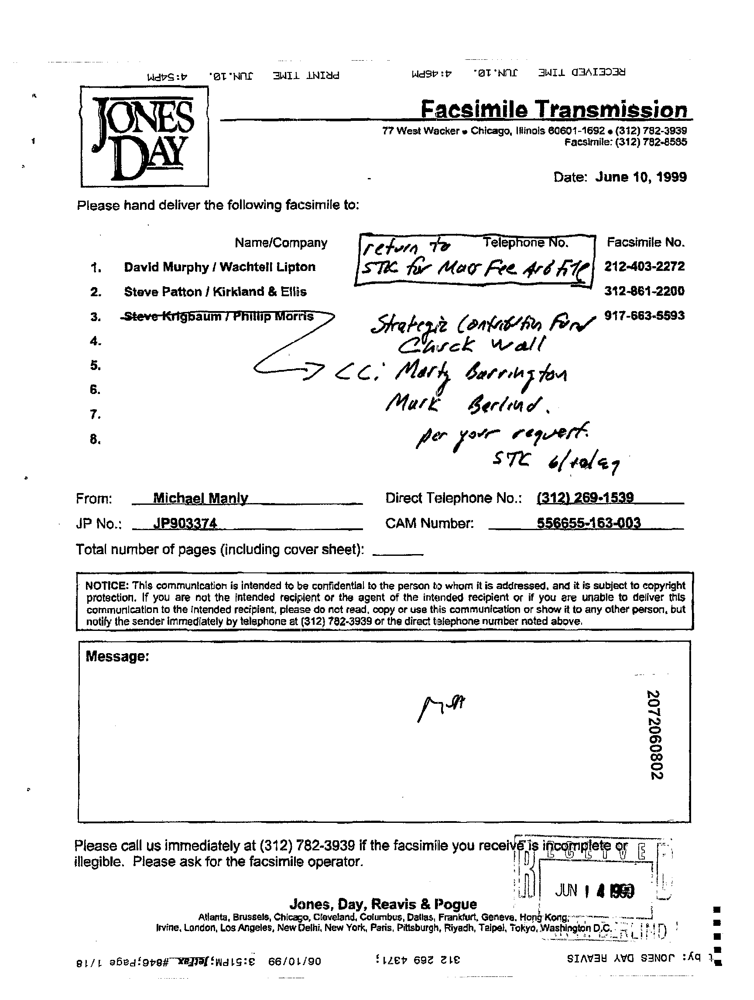 RECEIVED TIME JUN.10. 4:46PM PRINT TIME JUN.10. 4:54PM
JONES
DAY
Facsimile Transmission
77 West Wacker • Chicago, Illinois 60601-1692 • (312) 782-3939
Facsimile: (312) 782-8585
Date: June 10, 1999
Please hand deliver the following facsimile to:
Name/Company Telephone No. Facsimile No.
return to
STC for Mass Fee Arb File
1. David Murphy / Wachtell Lipton 212-403-2272
2. Steve Patton / Kirkland & Ellis 312-861-2200
3. Steve Krigbaum / Phillip Morris 917-663-5593
Strategic Contribution Fund
4.
Chuck Wall
5.
CC: Marty Barrington
6.
Mark Berlind.
7.
8.
per your request.
STC
From: Michael Manly Direct Telephone No.: (312) 269-1539
JP No.: JP903374 CAM Number: 556655-163-003
Total number of pages (including cover sheet):
NOTICE: This communication is intended to be confidential to the person to whom it is addressed, and it is subject to copyright
protection. If you are not the intended recipient or the agent of the intended recipient or if you are unable to deliver this
communication to the intended recipient, please do not read, copy or use this communication or show it to any other person, but
notify the sender immediately by telephone at (312) 782-3939 or the direct telephone number noted above.
Message:
2072060802
Please call us immediately at (312) 782-3939 if the facsimile you receive is incomplete or
illegible. Please ask for the facsimile operator.
RECEIVED
JUN 14 1999
Jones, Day, Reavis & Pogue
Atlanta, Brussels, Chicago, Cleveland, Columbus, Dallas, Frankfurt, Geneva, Hong Kong,
Irvine, London, Los Angeles, New Delhi, New York, Paris, Pittsburgh, Riyadh, Taipei, Tokyo, Washington D.C.
BERLIND
t by: JONES DAY REAVIS 312 269 4371; 06/10/99 3:51PM; JetFax #846; Page 1/18